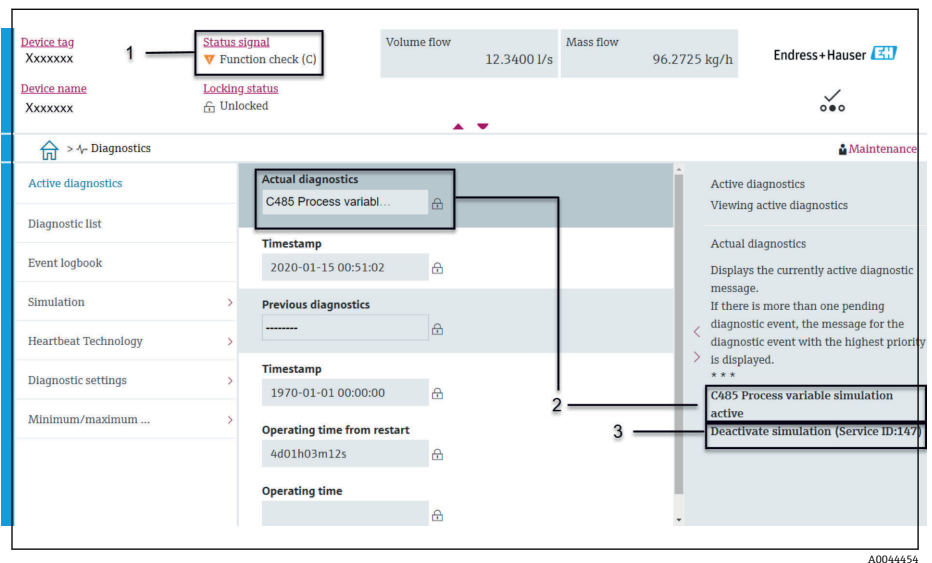 Device tag
Xxxxxxx
1
Status signal
Function check (C)
Volume flow
12.3400 l/s
Mass flow
96.2725 kg/h
Endress+Hauser EH
Device name
Xxxxxxx
Locking status
Unlocked
> Diagnostics
Maintenance
Active diagnostics
Diagnostic list
Event logbook
Simulation
Heartbeat Technology
Diagnostic settings
Minimum/maximum ...
Actual diagnostics
C485 Process variabl...
Timestamp
2020-01-15 00:51:02
Previous diagnostics
--------
Timestamp
1970-01-01 00:00:00
Operating time from restart
4d01h03m12s
Operating time
2
3
Active diagnostics
Viewing active diagnostics
Actual diagnostics
Displays the currently active diagnostic
message.
If there is more than one pending
diagnostic event, the message for the
diagnostic event with the highest priority
is displayed.
* * *
C485 Process variable simulation
active
Deactivate simulation (Service ID:147)
A0044454